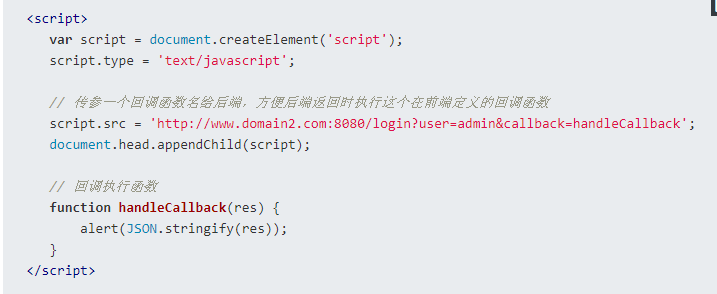 <script>
var script = document.createElement('script');
script.type = 'text/javascript';
// 传参一个回调函数名给后端，方便后端返回时执行这个在前端定义的回调函数
script.src = 'http://www.domain2.com:8080/login?user=admin&callback=handleCallback';
document.head.appendChild(script);
// 回调执行函数
function handleCallback(res) {
alert(JSON.stringify(res));
}
</script>